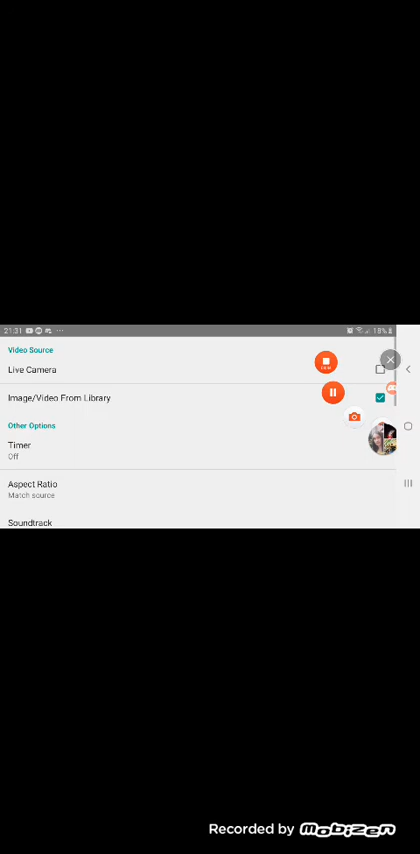 21:31
18%
Video Source
Live Camera
Image/Video From Library
Other Options
Timer
Off
Aspect Ratio
Match source
Soundtrack
Recorded by mobizen